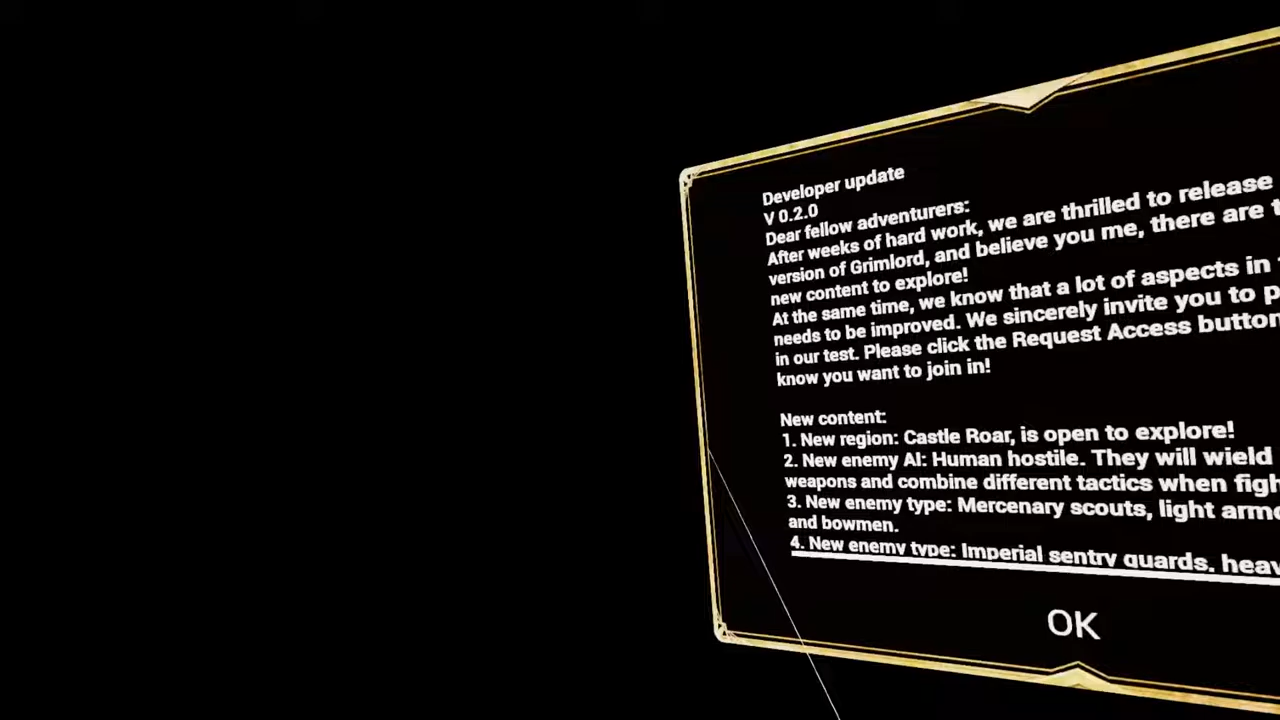 Developer update
V 0.2.0
Dear fellow adventurers:
After weeks of hard work, we are thrilled to release
version of Grimlord, and believe you me, there are
new content to explore!
At the same time, we know that a lot of aspects in
needs to be improved. We sincerely invite you to
in our test. Please click the Request Access button
know you want to join in!
New content:
1. New region: Castle Roar, is open to explore!
2. New enemy AI: Human hostile. They will wield
weapons and combine different tactics when
3. New enemy type: Mercenary scouts, light
and bowmen.
4. New enemy type: Imperial sentry guards,
OK